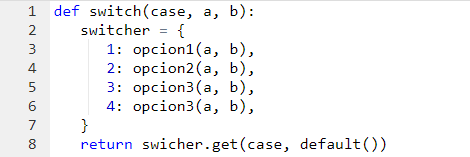 1 def switch(case, a, b):
2     switcher = {
3        1: opcion1(a, b),
4        2: opcion2(a, b),
5        3: opcion3(a, b),
6        4: opcion3(a, b),
7     }
8     return swicher.get(case, default())